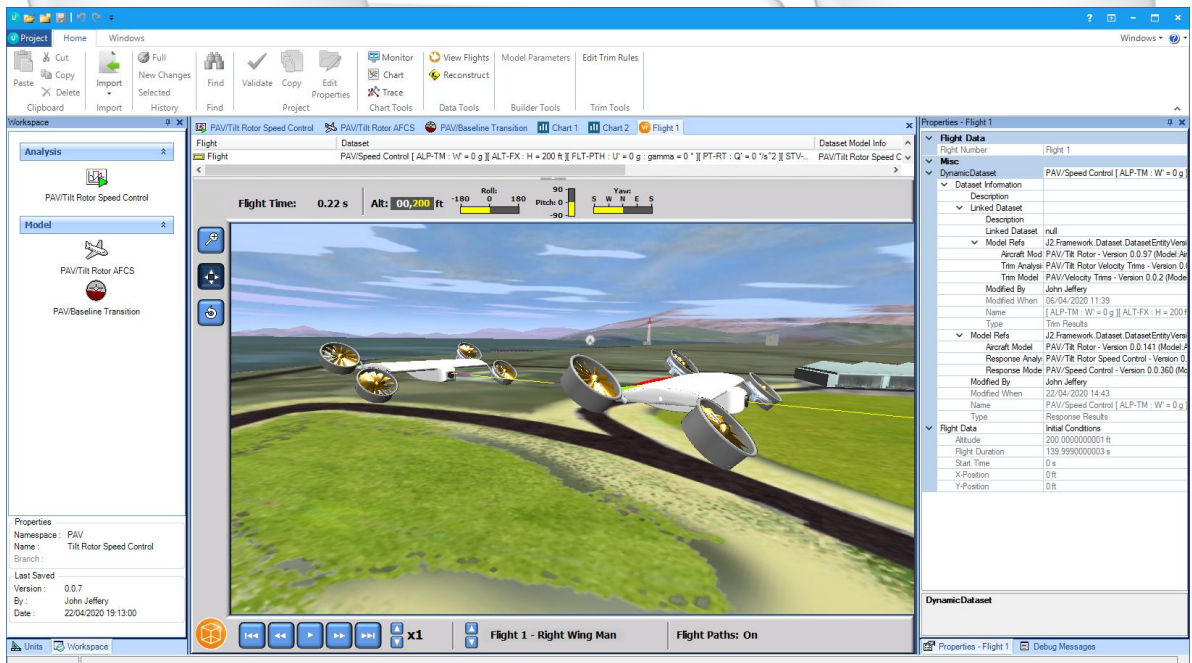 ? 
Project Home Windows
Windows
Paste
Cut
Copy
Delete
Clipboard
Import
Import
Full
New Changes
Selected
History
Find
Find
Validate
Copy
Edit Properties
Project
Monitor
Chart
Trace
Chart Tools
View Flights
Reconstruct
Data Tools
Model Parameters
Builder Tools
Edit Trim Rules
Trim Tools
Workspace
Analysis
PAV/Tilt Rotor Speed Control
Model
PAV/Tilt Rotor AFCS
PAV/Baseline Transition
Properties
Namespace : PAV
Name : Tilt Rotor Speed Control
Branch :
Last Saved
Version : 0.0.7
By : John Jeffery
Date : 22/04/2020 19:13:00
Units Workspace
PAV/Tilt Rotor Speed Control PAV/Tilt Rotor AFCS PAV/Baseline Transition Chart 1 Chart 2 Flight 1
Flight Dataset Dataset Model Info
Flight PAV/Speed Control [ ALP-TM : W' = 0 g ][ ALT-FX : H = 200 ft ][ FLT-PTH : U' = 0 g : gamma = 0 ° ][ PT-RT : Q' = 0 °/s^2 ][ STV-... PAV/Tilt Rotor Speed C
Flight Time: 0.22 s Alt: 00,200 ft
Roll:
-180 0 180
90
Pitch: 0
-90
Yaw:
S W N E S
x1 Flight 1 - Right Wing Man Flight Paths: On
Properties - Flight 1
Flight Data
Flight Number Flight 1
Misc
DynamicDataset PAV/Speed Control [ ALP-TM : W' = 0 g ]
Dataset Information
Description
Linked Dataset
Description
Linked Dataset null
Model Refs J2.Framework.Dataset.DatasetEntityVersi
Aircraft Mod PAV/Tilt Rotor - Version 0.0.97 (Model:Air
Trim Analysi PAV/Tilt Rotor Velocity Trims - Version 0.
Trim Model PAV/Velocity Trims - Version 0.0.2 (Mode
Modified By John Jeffery
Modified When 06/04/2020 11:39
Name [ ALP-TM : W' = 0 g ][ ALT-FX : H = 200 f
Type Trim Results
Model Refs J2.Framework.Dataset.DatasetEntityVersi
Aircraft Model PAV/Tilt Rotor - Version 0.0.141 (Model:A
Response Analy PAV/Tilt Rotor Speed Control - Version 0.
Response Mode PAV/Speed Control - Version 0.0.360 (Mo
Modified By John Jeffery
Modified When 22/04/2020 14:43
Name PAV/Speed Control [ ALP-TM : W' = 0 g ]
Type Response Results
Flight Data Initial Conditions
Altitude 200.0000000001 ft
Flight Duration 139.9990000003 s
Start Time 0 s
X-Position 0 ft
Y-Position 0 ft
DynamicDataset
Properties - Flight 1 Debug Messages